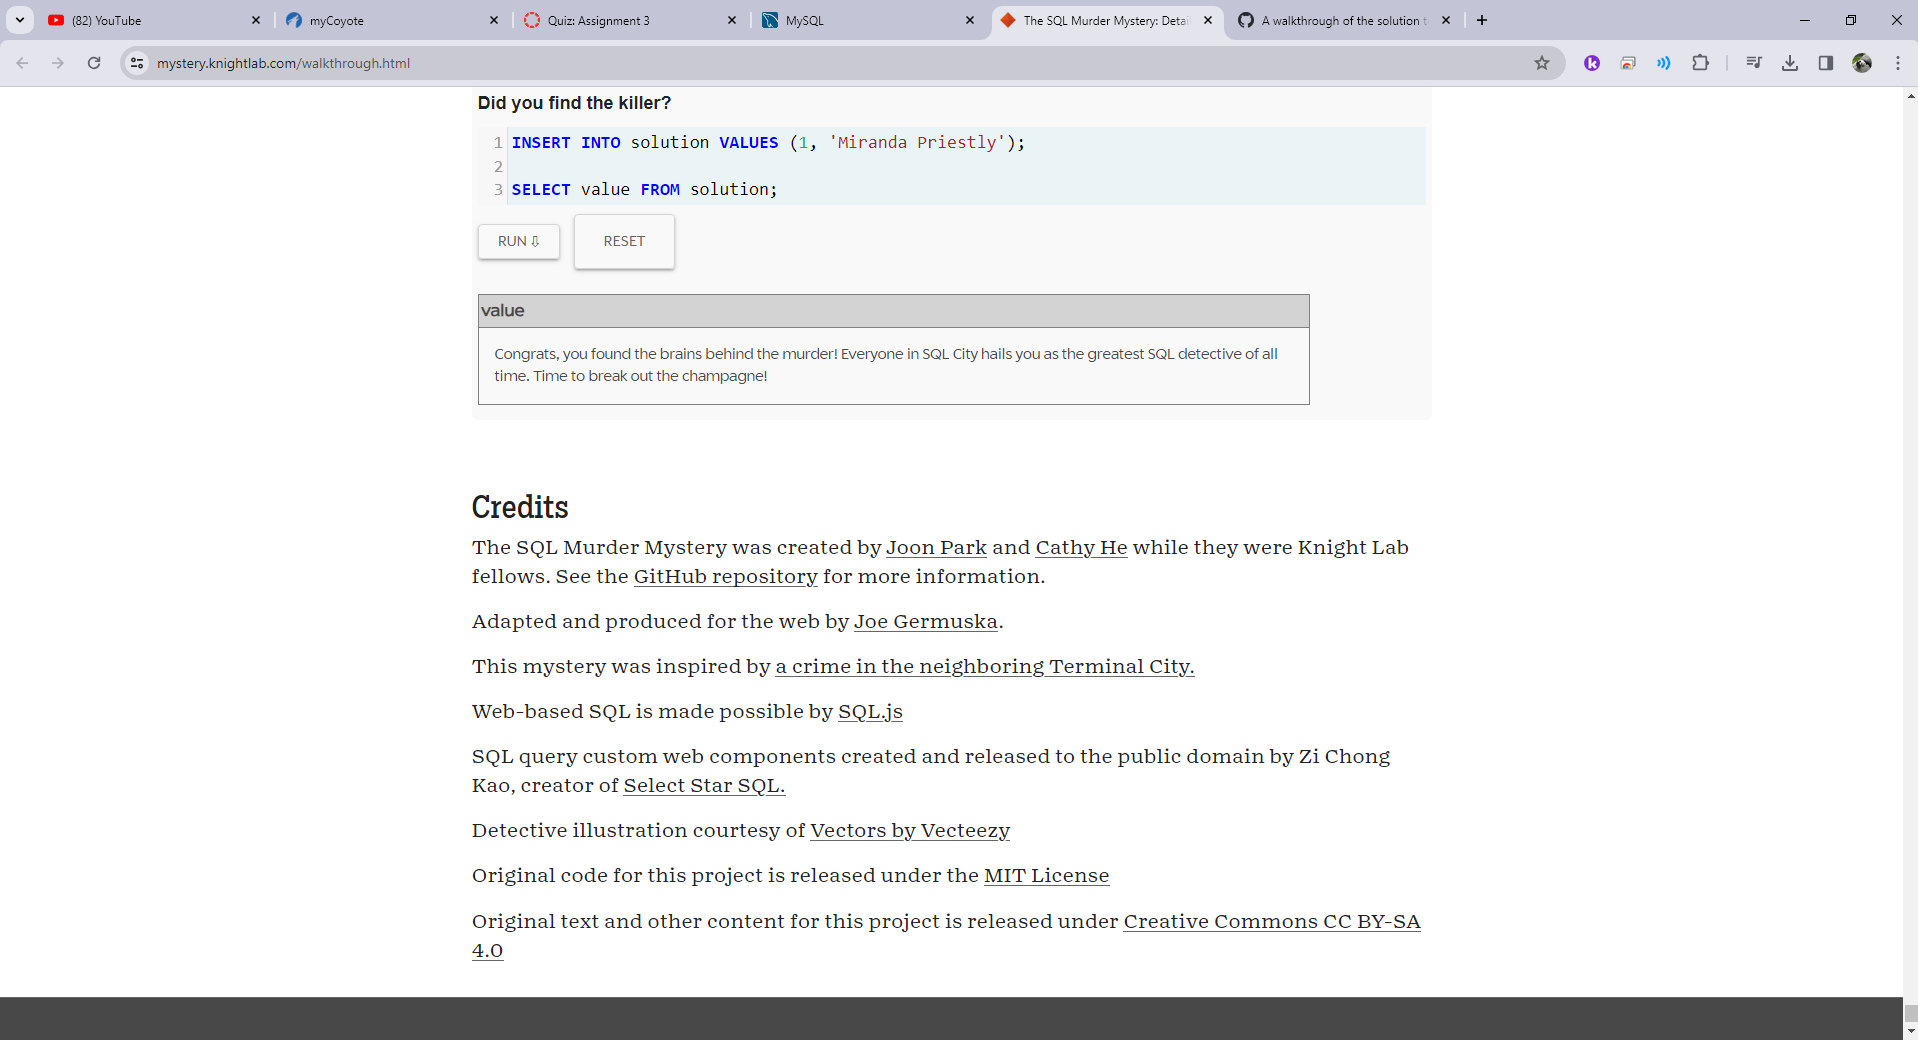 (82) YouTube
myCoyote
Quiz: Assignment 3
MySQL
The SQL Murder Mystery: Detai
A walkthrough of the solution t
mystery.knightlab.com/walkthrough.html
Did you find the killer?
1 INSERT INTO solution VALUES (1, 'Miranda Priestly');
2
3 SELECT value FROM solution;
RUN ⇩
RESET
value
Congrats, you found the brains behind the murder! Everyone in SQL City hails you as the greatest SQL detective of all
time. Time to break out the champagne!
Credits
The SQL Murder Mystery was created by Joon Park and Cathy He while they were Knight Lab
fellows. See the GitHub repository for more information.
Adapted and produced for the web by Joe Germuska.
This mystery was inspired by a crime in the neighboring Terminal City.
Web-based SQL is made possible by SQL.js
SQL query custom web components created and released to the public domain by Zi Chong
Kao, creator of Select Star SQL.
Detective illustration courtesy of Vectors by Vecteezy
Original code for this project is released under the MIT License
Original text and other content for this project is released under Creative Commons CC BY-SA
4.0